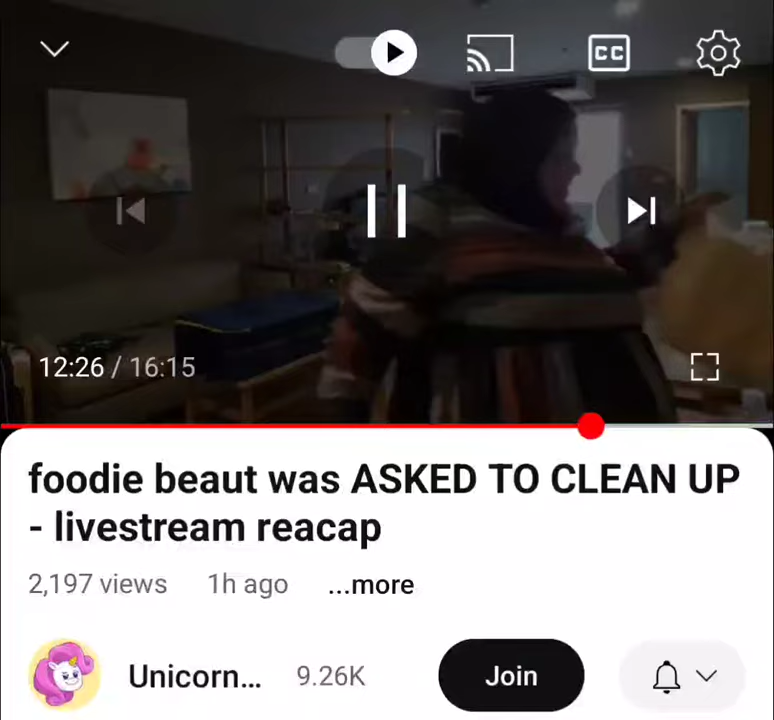 CC
12:26 / 16:15
foodie beaut was ASKED TO CLEAN UP
- livestream reacap
2,197 views 1h ago ...more
Unicorn... 9.26K Join